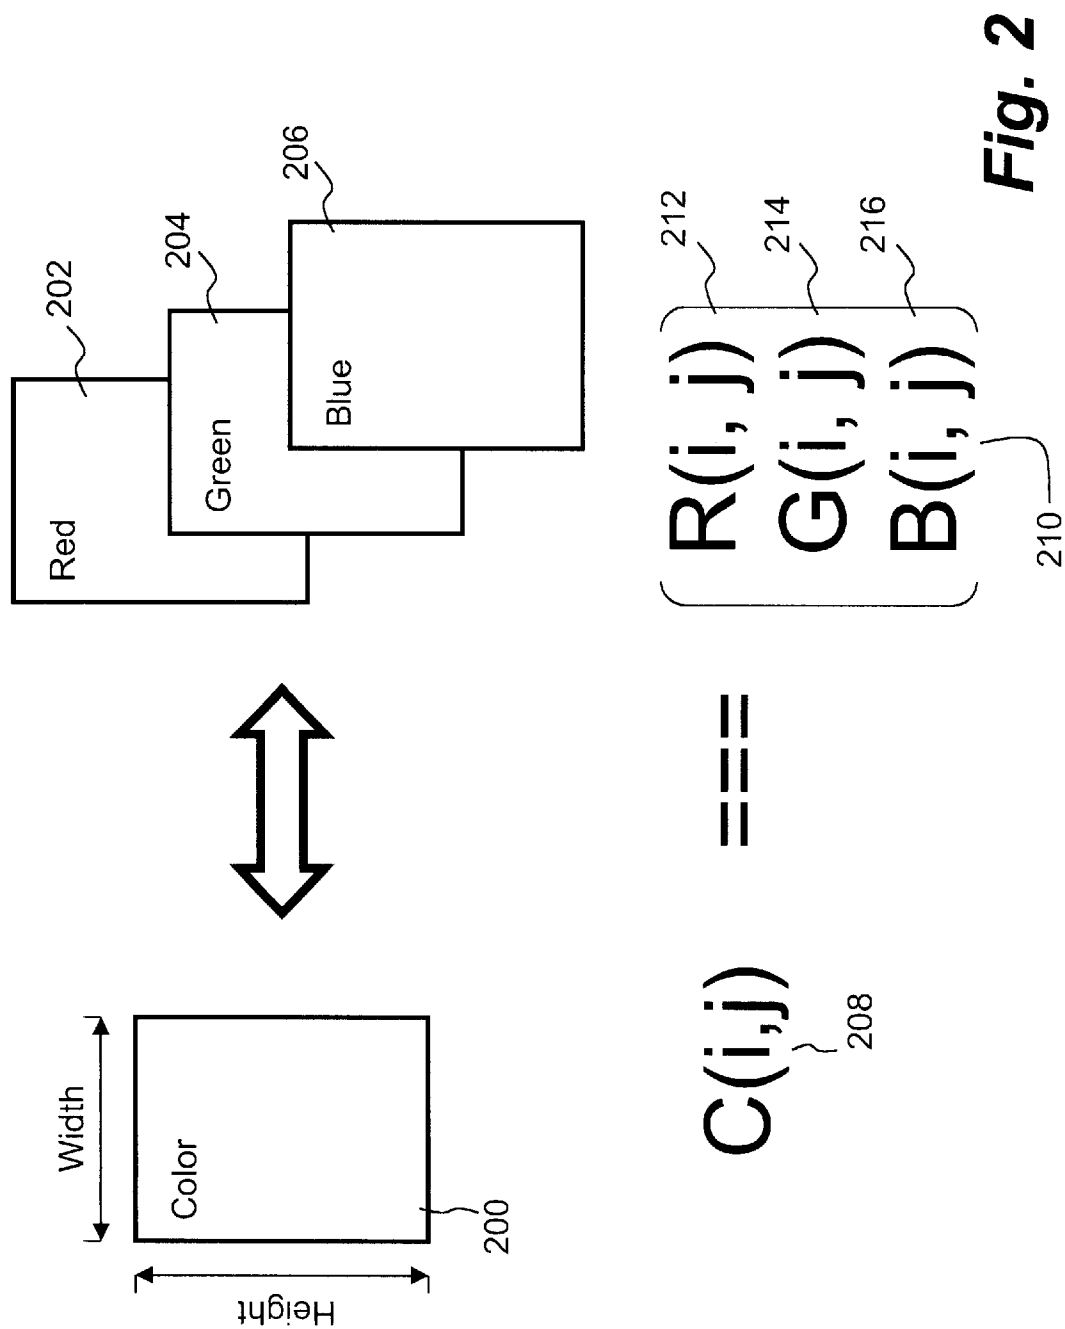 Width
Height
Color
200
Red
202
Green
204
Blue
206
C(i,j)
208
===
R(i, j)
212
G(i, j)
214
B(i, j)
216
210
Fig. 2